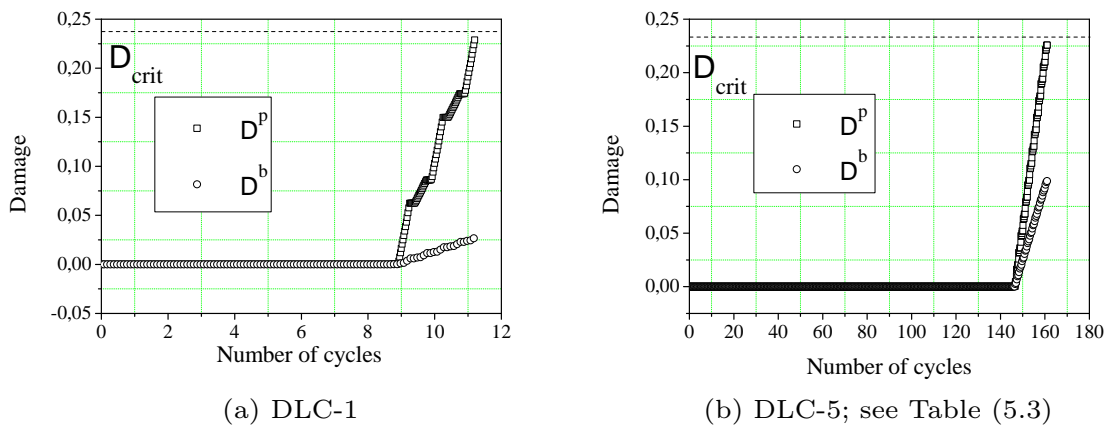 0,25
0,20
0,15
0,10
0,05
0,00
-0,05
Damage
D crit
D^p
D^b
0 2 4 6 8 10 12
Number of cycles
(a) DLC-1
0,25
0,20
0,15
0,10
0,05
0,00
Damage
D crit
D^p
D^b
0 20 40 60 80 100 120 140 160 180
Number of cycles
(b) DLC-5; see Table (5.3)